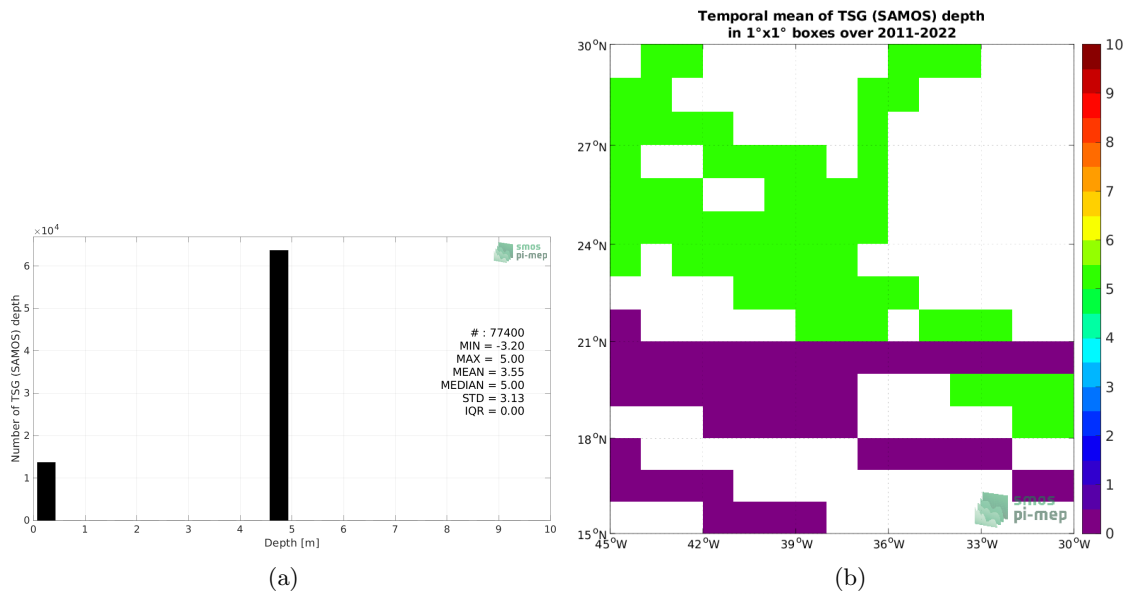 ×10⁴
Number of TSG (SAMOS) depth
6
5
4
3
2
1
0
0 1 2 3 4 5 6 7 8 9 10
Depth [m]
smos
pi-mep
# : 77400
MIN = -3.20
MAX = 5.00
MEAN = 3.55
MEDIAN = 5.00
STD = 3.13
IQR = 0.00
(a)
Temporal mean of TSG (SAMOS) depth
in 1°x1° boxes over 2011-2022
30°N
27°N
24°N
21°N
18°N
15°N
45°W 42°W 39°W 36°W 33°W 30°W
smos
pi-mep
10
9
8
7
6
5
4
3
2
1
0
(b)